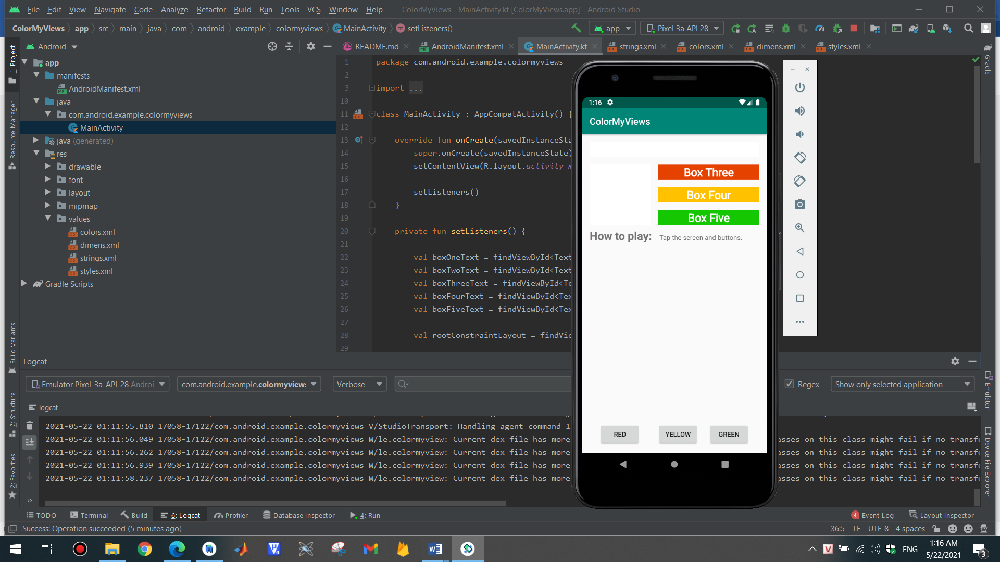 File Edit View Navigate Code Analyze Refactor Build Run Tools VCS Window Help ColorMyViews - MainActivity.kt [ColorMyViews.app] - Android Studio
ColorMyViews app src main java com android example colormyviews MainActivity m setListeners() app Pixel 3a API 28
Android README.md AndroidManifest.xml MainActivity.kt strings.xml colors.xml dimens.xml styles.xml
1: Project
Resource Manager
Build Variants
7: Structure
2: Favorites
app
manifests
AndroidManifest.xml
java
com.android.example.colormyviews
MainActivity
java (generated)
res
drawable
font
layout
mipmap
values
colors.xml
dimens.xml
strings.xml
styles.xml
Gradle Scripts
1 package com.android.example.colormyviews
2
3 import ...
10
11 class MainActivity : AppCompatActivity() {
12
13 override fun onCreate(savedInstanceSta
14 super.onCreate(savedInstanceState)
15 setContentView(R.layout.activity_m
16
17 setListeners()
18 }
19
20 private fun setListeners() {
21
22 val boxOneText = findViewById<Text
23 val boxTwoText = findViewById<Text
24 val boxThreeText = findViewById<Te
25 val boxFourText = findViewById<Tex
26 val boxFiveText = findViewById<Tex
27
28 val rootConstraintLayout = findVie
29
1:16
ColorMyViews
Box Three
Box Four
Box Five
How to play: Tap the screen and buttons.
RED YELLOW GREEN
Gradle
Emulator
Device File Explorer
Logcat
Emulator Pixel_3a_API_28 Androi com.android.example.colormyviews Verbose Regex Show only selected application
logcat
2021-05-22 01:11:55.810 17058-17122/com.android.example.colormyviews V/StudioTransport: Handling agent command 1
2021-05-22 01:11:56.049 17058-17122/com.android.example.colormyviews W/le.colormyview: Current dex file has more asses on this class might fail if no transfo
2021-05-22 01:11:56.262 17058-17122/com.android.example.colormyviews W/le.colormyview: Current dex file has more asses on this class might fail if no transfo
2021-05-22 01:11:56.939 17058-17122/com.android.example.colormyviews W/le.colormyview: Current dex file has more asses on this class might fail if no transfo
2021-05-22 01:11:58.237 17058-17122/com.android.example.colormyviews W/le.colormyview: Current dex file has more asses on this class might fail if no transfo
TODO Terminal Build 6: Logcat Profiler Database Inspector 4: Run 4 Event Log Layout Inspector
Success: Operation succeeded (5 minutes ago) 36:5 LF UTF-8 4 spaces
ENG 1:16 AM
5/22/2021 3